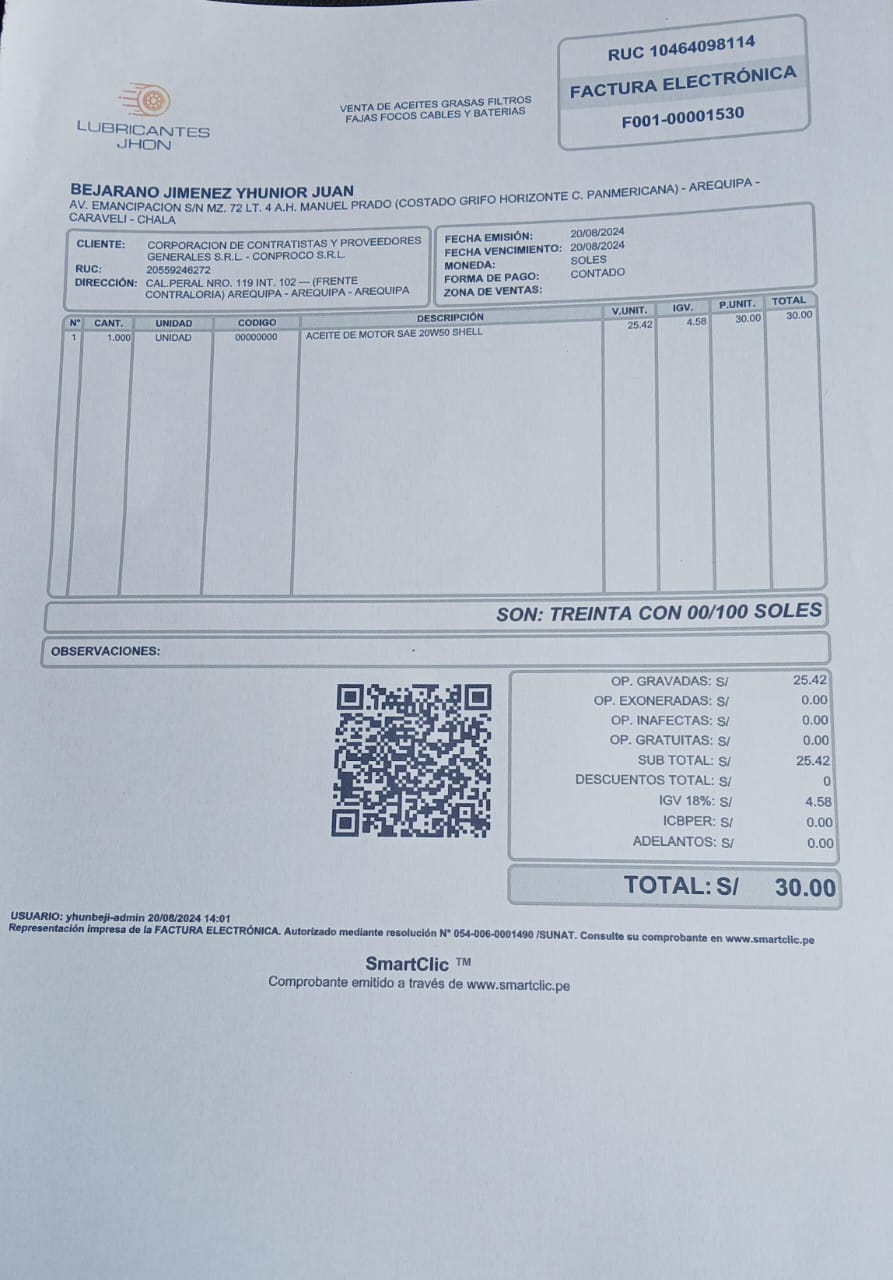 RUC 10464098114
FACTURA ELECTRÓNICA
F001-00001530
LUBRICANTES
JHON
VENTA DE ACEITES GRASAS FILTROS
FAJAS FOCOS CABLES Y BATERIAS
BEJARANO JIMENEZ YHUNIOR JUAN
AV. EMANCIPACION S/N MZ. 72 LT. 4 A.H. MANUEL PRADO (COSTADO GRIFO HORIZONTE C. PANMERICANA) - AREQUIPA -
CARAVELI - CHALA
CLIENTE: CORPORACION DE CONTRATISTAS Y PROVEEDORES
GENERALES S.R.L. - CONPROCO S.R.L.
RUC: 20559246272
DIRECCIÓN: CAL.PERAL NRO. 119 INT. 102 --- (FRENTE
CONTRALORIA) AREQUIPA - AREQUIPA - AREQUIPA
FECHA EMISIÓN: 20/08/2024
FECHA VENCIMIENTO: 20/08/2024
MONEDA: SOLES
FORMA DE PAGO: CONTADO
ZONA DE VENTAS:
N° CANT. UNIDAD CODIGO DESCRIPCIÓN V.UNIT. IGV. P.UNIT. TOTAL
1 1.000 UNIDAD 00000000 ACEITE DE MOTOR SAE 20W50 SHELL 25.42 4.58 30.00 30.00
SON: TREINTA CON 00/100 SOLES
OBSERVACIONES:
OP. GRAVADAS: S/ 25.42
OP. EXONERADAS: S/ 0.00
OP. INAFECTAS: S/ 0.00
OP. GRATUITAS: S/ 0.00
SUB TOTAL: S/ 25.42
DESCUENTOS TOTAL: S/ 0
IGV 18%: S/ 4.58
ICBPER: S/ 0.00
ADELANTOS: S/ 0.00
TOTAL: S/ 30.00
USUARIO: yhunbeji-admin 20/08/2024 14:01
Representación impresa de la FACTURA ELECTRÓNICA. Autorizado mediante resolución N° 054-006-0001490 /SUNAT. Consulte su comprobante en www.smartclic.pe
SmartClic ™
Comprobante emitido a través de www.smartclic.pe